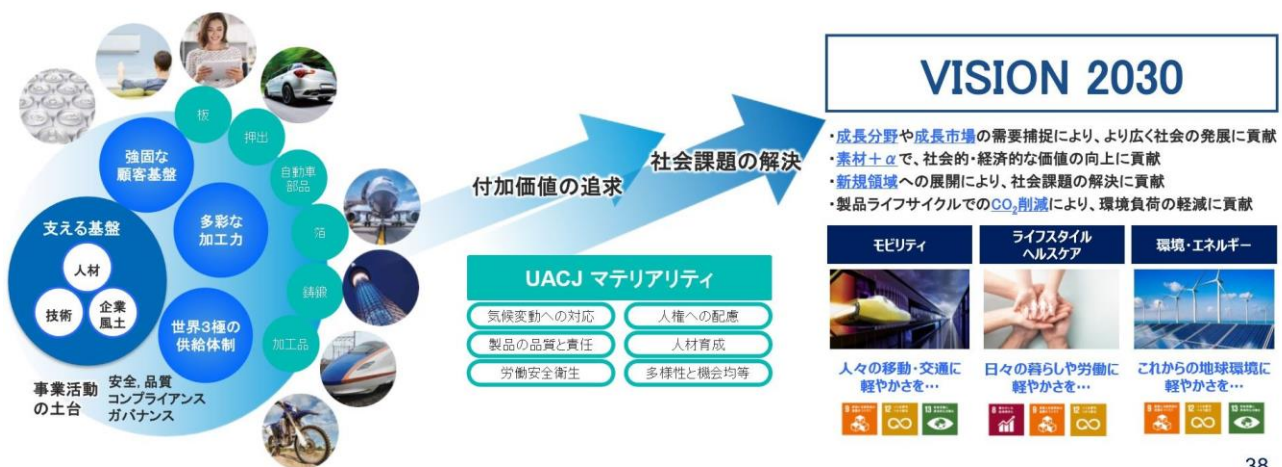 板
押出
自動車
部品
箔
鋳鍛
加工品
強固な
顧客基盤
多彩な
加工力
世界3極の
供給体制
支える基盤
人材
技術
企業
風土
事業活動
の土台
安全, 品質
コンプライアンス
ガバナンス
付加価値の追求
社会課題の解決
UACJ マテリアリティ
気候変動への対応
人権への配慮
製品の品質と責任
人材育成
労働安全衛生
多様性と機会均等
VISION 2030
・成長分野や成長市場の需要捕捉により、より広く社会の発展に貢献
・素材+αで、社会的・経済的な価値の向上に貢献
・新規領域への展開により、社会課題の解決に貢献
・製品ライフサイクルでのCO₂削減により、環境負荷の軽減に貢献
モビリティ
ライフスタイル
ヘルスケア
環境・エネルギー
人々の移動・交通に
軽やかさを…
日々の暮らしや労働に
軽やかさを…
これからの地球環境に
軽やかさを…
9
12
13
8
9
12
9
12
13
38